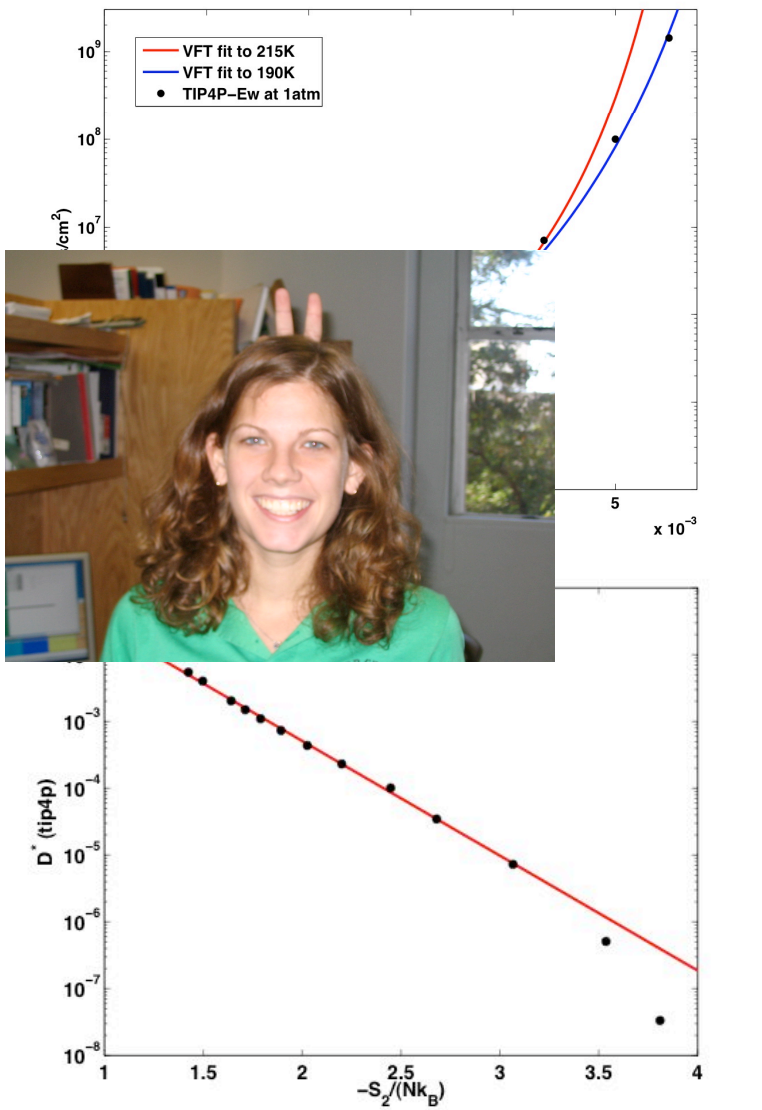 10^9
VFT fit to 215K
VFT fit to 190K
TIP4P−Ew at 1atm
10^8
10^7
/cm^2)
5
x 10^−3
10^−3
10^−4
D^* (tip4p)
10^−5
10^−6
10^−7
10^−8
1 1.5 2 2.5 3 3.5 4
−S_2/(Nk_B)